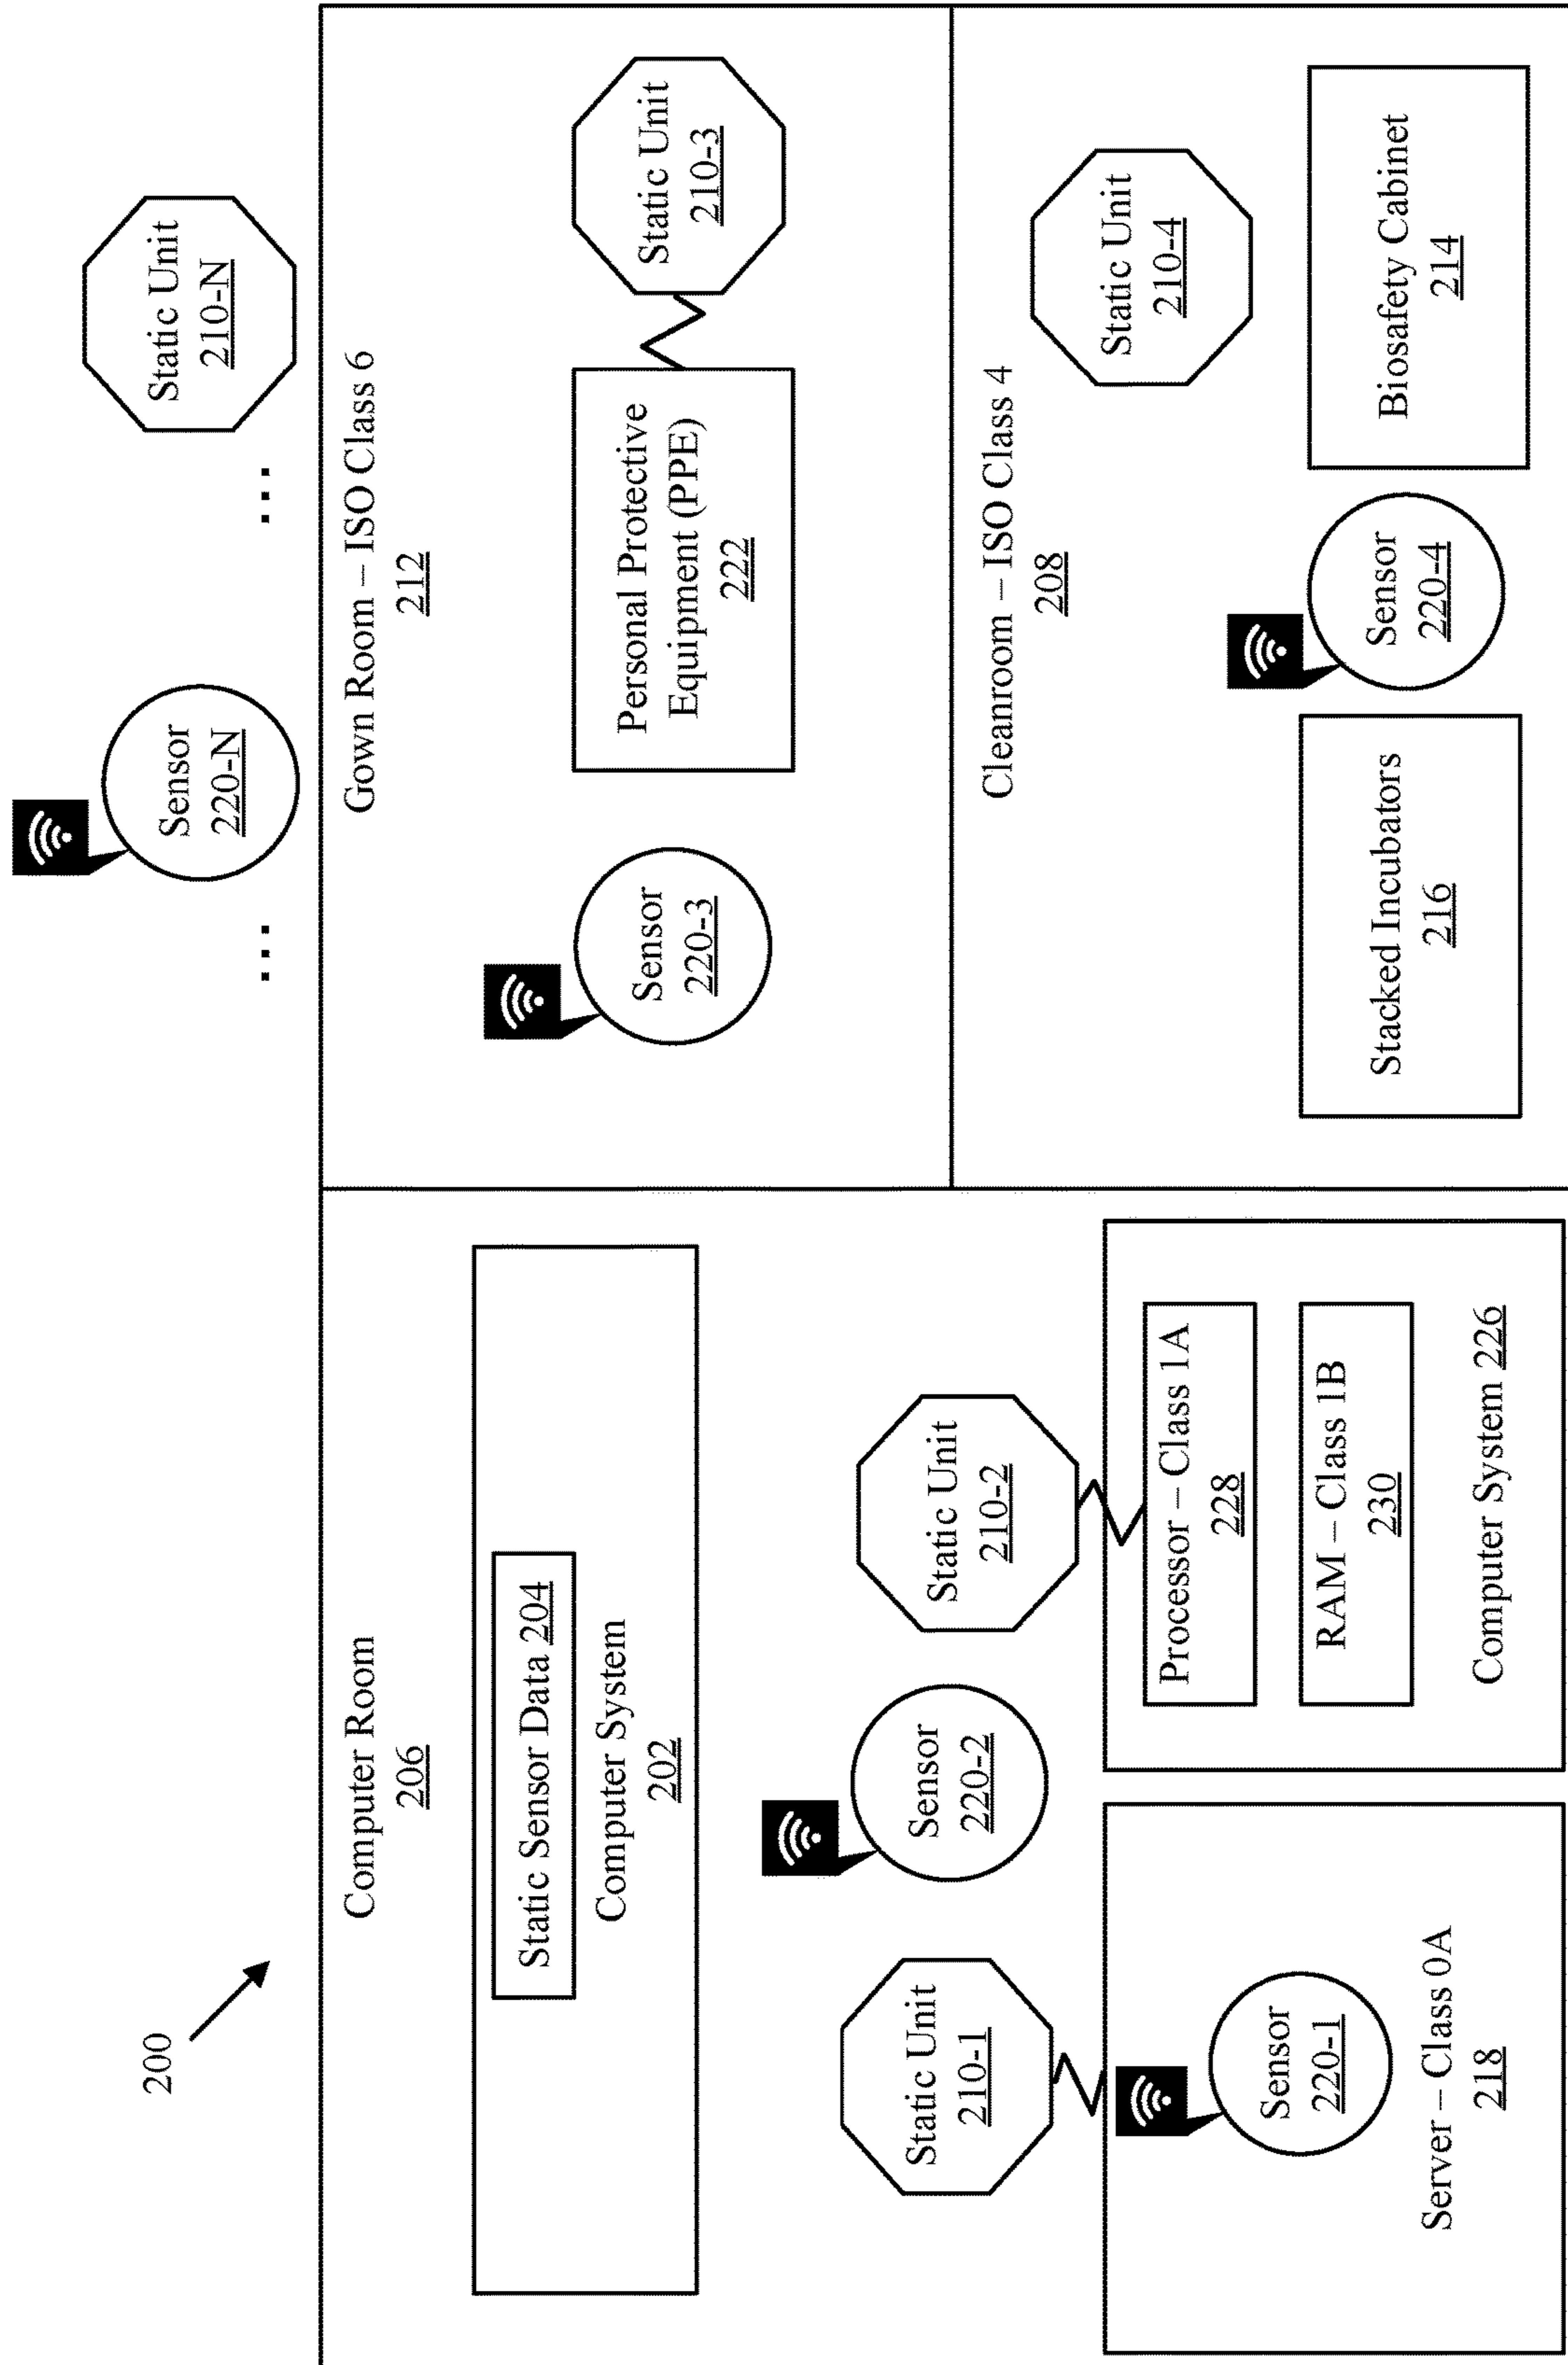 200
...
Sensor
220-N
...
Static Unit
210-N
Computer Room
206
Static Sensor Data 204
Computer System
202
Static Unit
210-1
Sensor
220-2
Static Unit
210-2
Sensor
220-1
Server – Class 0A
218
Processor – Class 1A
228
RAM – Class 1B
230
Computer System 226
Gown Room – ISO Class 6
212
Sensor
220-3
Personal Protective
Equipment (PPE)
222
Static Unit
210-3
Cleanroom – ISO Class 4
208
Static Unit
210-4
Stacked Incubators
216
Sensor
220-4
Biosafety Cabinet
214